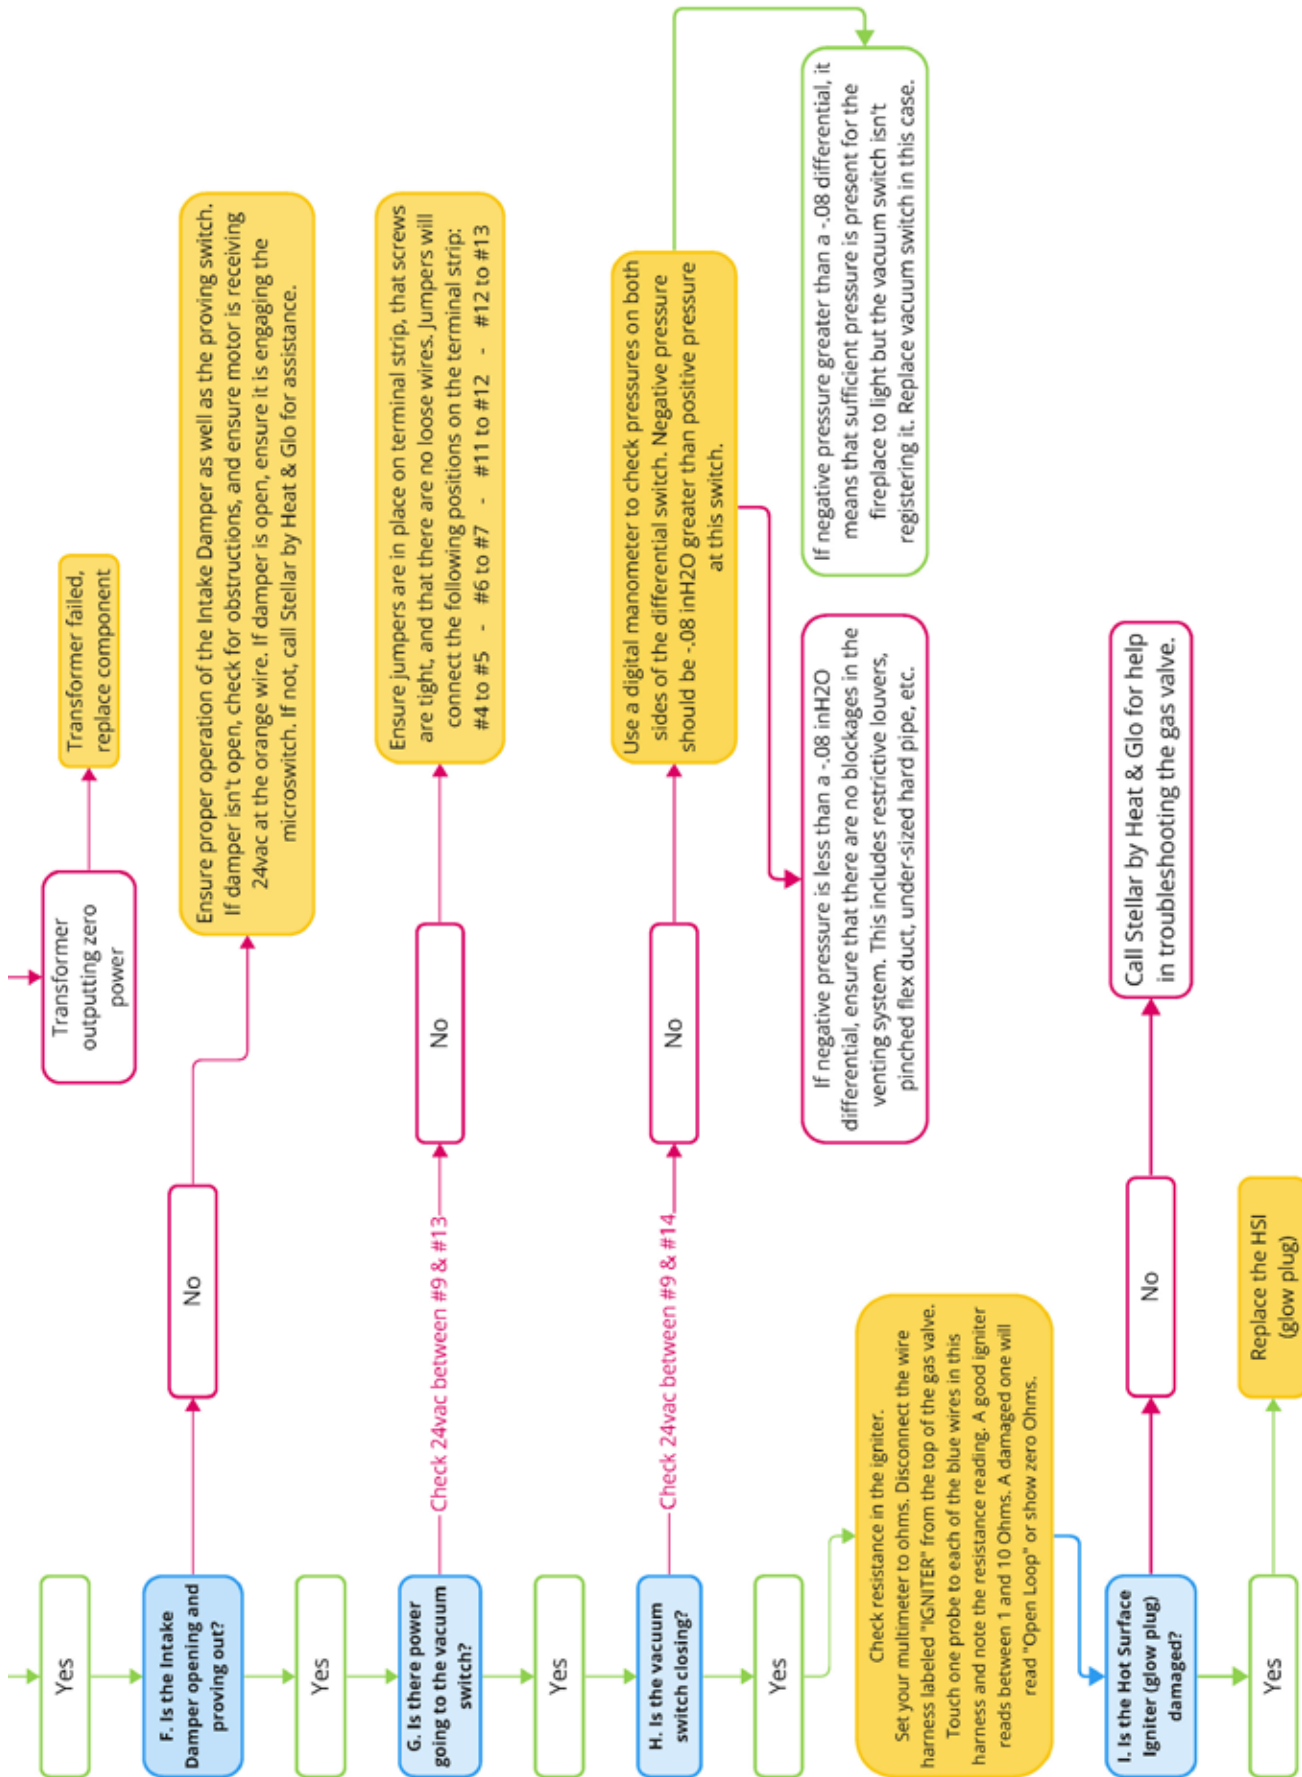 Transformer
outputting zero
power
Transformer failed,
replace component
Yes
F. Is the Intake
Damper opening and
proving out?
No
Ensure proper operation of the Intake Damper as well as the proving switch.
If damper isn't open, check for obstructions, and ensure motor is receiving
24vac at the orange wire. If damper is open, ensure it is engaging the
microswitch. If not, call Stellar by Heat & Glo for assistance.
Yes
G. Is there power
going to the vacuum
switch?
Check 24vac between #9 & #13
No
Ensure jumpers are in place on terminal strip, that screws
are tight, and that there are no loose wires. Jumpers will
connect the following positions on the terminal strip:
#4 to #5 - #6 to #7 - #11 to #12 - #12 to #13
Yes
H. Is the vacuum
switch closing?
Check 24vac between #9 & #14
No
Use a digital manometer to check pressures on both
sides of the differential switch. Negative pressure
should be -.08 inH2O greater than positive pressure
at this switch.
If negative pressure is less than a -.08 inH2O
differential, ensure that there are no blockages in the
venting system. This includes restrictive louvers,
pinched flex duct, under-sized hard pipe, etc.
If negative pressure greater than a -.08 differential, it
means that sufficient pressure is present for the
fireplace to light but the vacuum switch isn't
registering it. Replace vacuum switch in this case.
Yes
Check resistance in the igniter.
Set your multimeter to ohms. Disconnect the wire
harness labeled "IGNITER" from the top of the gas valve.
Touch one probe to each of the blue wires in this
harness and note the resistance reading. A good igniter
reads between 1 and 10 Ohms. A damaged one will
read "Open Loop" or show zero Ohms.
I. Is the Hot Surface
Igniter (glow plug)
damaged?
No
Call Stellar by Heat & Glo for help
in troubleshooting the gas valve.
Yes
Replace the HSI
(glow plug)